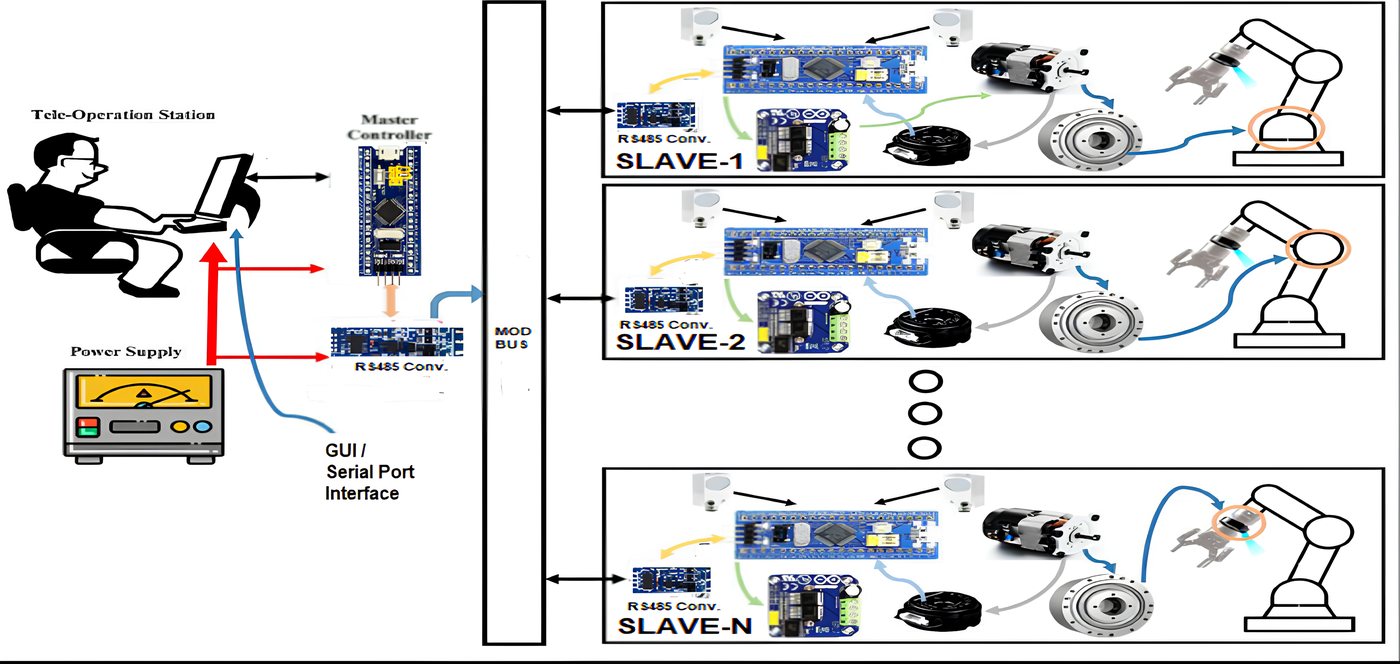 Tele-Operation Station
Master
Controller
RS485 Conv.
SLAVE-1
RS485 Conv.
SLAVE-2
MOD
BUS
Power Supply
RS485 Conv.
GUI /
Serial Port
Interface
RS485 Conv.
SLAVE-N